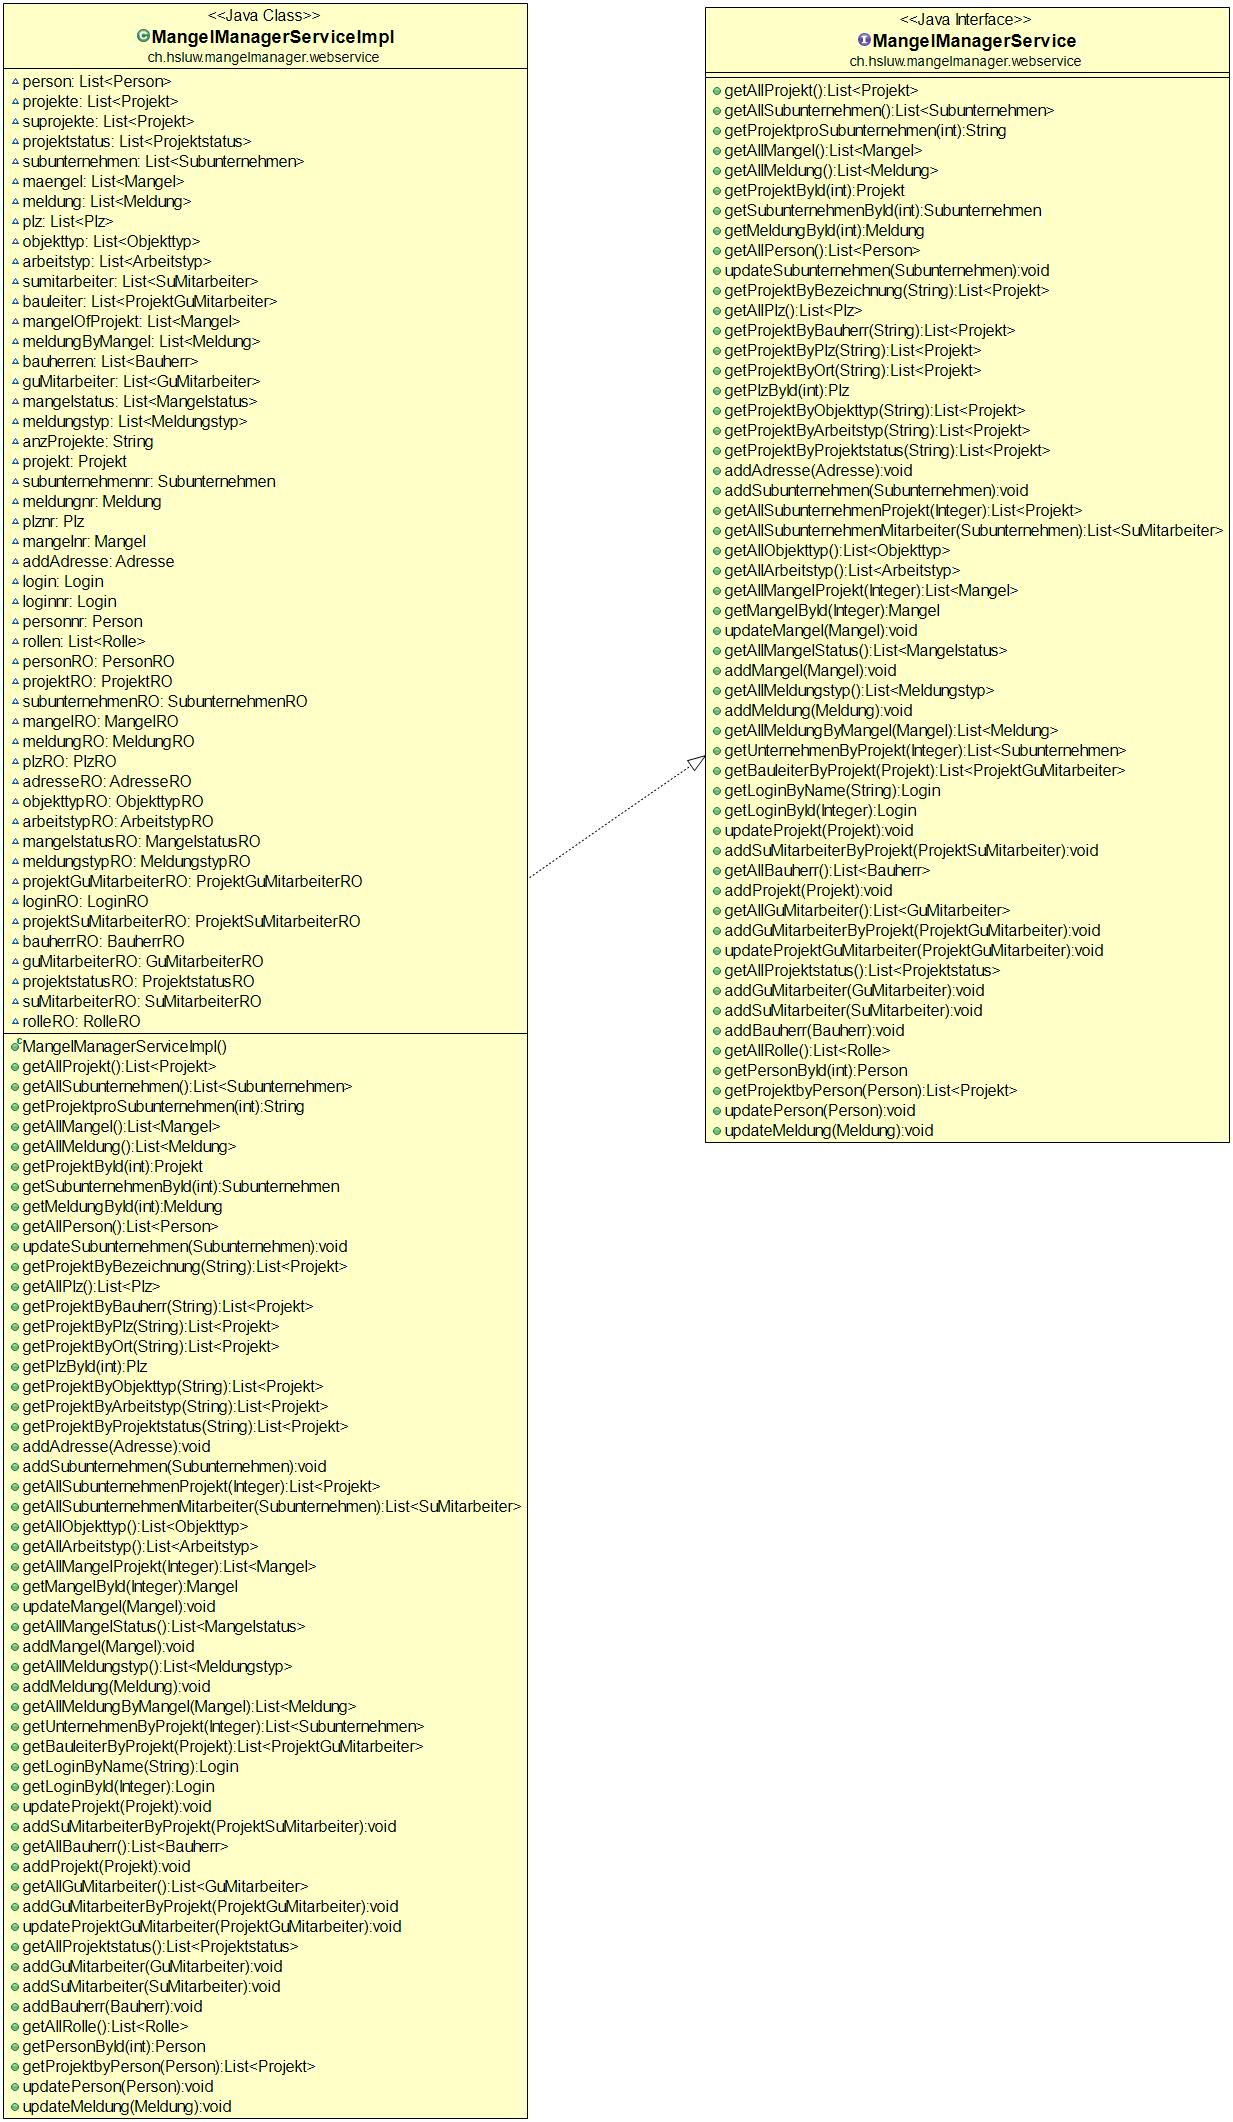 <<Java Class>>
MangelManagerServiceImpl
ch.hsluw.mangelmanager.webservice
person: List<Person>
projekte: List<Projekt>
suprojekte: List<Projekt>
projektstatus: List<Projektstatus>
subunternehmen: List<Subunternehmen>
maengel: List<Mangel>
meldung: List<Meldung>
plz: List<Plz>
objekttyp: List<Objekttyp>
arbeitstyp: List<Arbeitstyp>
sumitarbeiter: List<SuMitarbeiter>
bauleiter: List<ProjektGuMitarbeiter>
mangelOfProjekt: List<Mangel>
meldungByMangel: List<Meldung>
bauherren: List<Bauherr>
guMitarbeiter: List<GuMitarbeiter>
mangelstatus: List<Mangelstatus>
meldungstyp: List<Meldungstyp>
anzProjekte: String
projekt: Projekt
subunternehmennr: Subunternehmen
meldungnr: Meldung
plznr: Plz
mangelnr: Mangel
addAdresse: Adresse
login: Login
loginnr: Login
personnr: Person
rollen: List<Rolle>
personRO: PersonRO
projektRO: ProjektRO
subunternehmenRO: SubunternehmenRO
mangelRO: MangelRO
meldungRO: MeldungRO
plzRO: PlzRO
adresseRO: AdresseRO
objekttypRO: ObjekttypRO
arbeitstypRO: ArbeitstypRO
mangelstatusRO: MangelstatusRO
meldungstypRO: MeldungstypRO
projektGuMitarbeiterRO: ProjektGuMitarbeiterRO
loginRO: LoginRO
projektSuMitarbeiterRO: ProjektSuMitarbeiterRO
bauherrRO: BauherrRO
guMitarbeiterRO: GuMitarbeiterRO
projektstatusRO: ProjektstatusRO
suMitarbeiterRO: SuMitarbeiterRO
rolleRO: RolleRO
MangelManagerServiceImpl()
getAllProjekt():List<Projekt>
getAllSubunternehmen():List<Subunternehmen>
getProjektproSubunternehmen(int):String
getAllMangel():List<Mangel>
getAllMeldung():List<Meldung>
getProjektById(int):Projekt
getSubunternehmenById(int):Subunternehmen
getMeldungById(int):Meldung
getAllPerson():List<Person>
updateSubunternehmen(Subunternehmen):void
getProjektByBezeichnung(String):List<Projekt>
getAllPlz():List<Plz>
getProjektByBauherr(String):List<Projekt>
getProjektByPlz(String):List<Projekt>
getProjektByOrt(String):List<Projekt>
getPlzById(int):Plz
getProjektByObjekttyp(String):List<Projekt>
getProjektByArbeitstyp(String):List<Projekt>
getProjektByProjektstatus(String):List<Projekt>
addAdresse(Adresse):void
addSubunternehmen(Subunternehmen):void
getAllSubunternehmenProjekt(Integer):List<Projekt>
getAllSubunternehmenMitarbeiter(Subunternehmen):List<SuMitarbeiter>
getAllObjekttyp():List<Objekttyp>
getAllArbeitstyp():List<Arbeitstyp>
getAllMangelProjekt(Integer):List<Mangel>
getMangelById(Integer):Mangel
updateMangel(Mangel):void
getAllMangelStatus():List<Mangelstatus>
addMangel(Mangel):void
getAllMeldungstyp():List<Meldungstyp>
addMeldung(Meldung):void
getAllMeldungByMangel(Mangel):List<Meldung>
getUnternehmenByProjekt(Integer):List<Subunternehmen>
getBauleiterByProjekt(Projekt):List<ProjektGuMitarbeiter>
getLoginByName(String):Login
getLoginById(Integer):Login
updateProjekt(Projekt):void
addSuMitarbeiterByProjekt(ProjektSuMitarbeiter):void
getAllBauherr():List<Bauherr>
addProjekt(Projekt):void
getAllGuMitarbeiter():List<GuMitarbeiter>
addGuMitarbeiterByProjekt(ProjektGuMitarbeiter):void
updateProjektGuMitarbeiter(ProjektGuMitarbeiter):void
getAllProjektstatus():List<Projektstatus>
addGuMitarbeiter(GuMitarbeiter):void
addSuMitarbeiter(SuMitarbeiter):void
addBauherr(Bauherr):void
getAllRolle():List<Rolle>
getPersonById(int):Person
getProjektbyPerson(Person):List<Projekt>
updatePerson(Person):void
updateMeldung(Meldung):void
<<Java Interface>>
MangelManagerService
ch.hsluw.mangelmanager.webservice
getAllProjekt():List<Projekt>
getAllSubunternehmen():List<Subunternehmen>
getProjektproSubunternehmen(int):String
getAllMangel():List<Mangel>
getAllMeldung():List<Meldung>
getProjektById(int):Projekt
getSubunternehmenById(int):Subunternehmen
getMeldungById(int):Meldung
getAllPerson():List<Person>
updateSubunternehmen(Subunternehmen):void
getProjektByBezeichnung(String):List<Projekt>
getAllPlz():List<Plz>
getProjektByBauherr(String):List<Projekt>
getProjektByPlz(String):List<Projekt>
getProjektByOrt(String):List<Projekt>
getPlzById(int):Plz
getProjektByObjekttyp(String):List<Projekt>
getProjektByArbeitstyp(String):List<Projekt>
getProjektByProjektstatus(String):List<Projekt>
addAdresse(Adresse):void
addSubunternehmen(Subunternehmen):void
getAllSubunternehmenProjekt(Integer):List<Projekt>
getAllSubunternehmenMitarbeiter(Subunternehmen):List<SuMitarbeiter>
getAllObjekttyp():List<Objekttyp>
getAllArbeitstyp():List<Arbeitstyp>
getAllMangelProjekt(Integer):List<Mangel>
getMangelById(Integer):Mangel
updateMangel(Mangel):void
getAllMangelStatus():List<Mangelstatus>
addMangel(Mangel):void
getAllMeldungstyp():List<Meldungstyp>
addMeldung(Meldung):void
getAllMeldungByMangel(Mangel):List<Meldung>
getUnternehmenByProjekt(Integer):List<Subunternehmen>
getBauleiterByProjekt(Projekt):List<ProjektGuMitarbeiter>
getLoginByName(String):Login
getLoginById(Integer):Login
updateProjekt(Projekt):void
addSuMitarbeiterByProjekt(ProjektSuMitarbeiter):void
getAllBauherr():List<Bauherr>
addProjekt(Projekt):void
getAllGuMitarbeiter():List<GuMitarbeiter>
addGuMitarbeiterByProjekt(ProjektGuMitarbeiter):void
updateProjektGuMitarbeiter(ProjektGuMitarbeiter):void
getAllProjektstatus():List<Projektstatus>
addGuMitarbeiter(GuMitarbeiter):void
addSuMitarbeiter(SuMitarbeiter):void
addBauherr(Bauherr):void
getAllRolle():List<Rolle>
getPersonById(int):Person
getProjektbyPerson(Person):List<Projekt>
updatePerson(Person):void
updateMeldung(Meldung):void